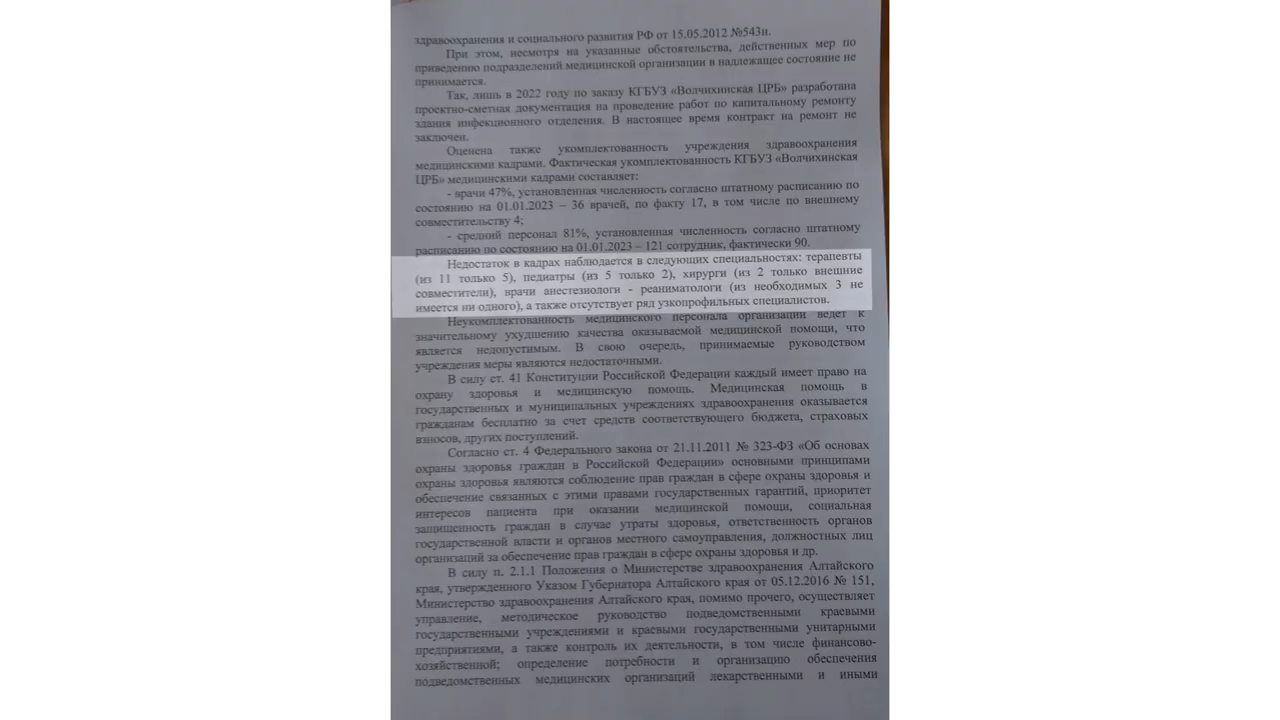 здравоохранения и социального развития РФ от 15.05.2012 №543н.
При этом, несмотря на указанные обстоятельства, действенных мер по
приведению подразделений медицинской организации в надлежащее состояние не
принимается.
Так, лишь в 2022 году по заказу КГБУЗ «Волчихинская ЦРБ» разработана
проектно-сметная документация на проведение работ по капитальному ремонту
здания инфекционного отделения. В настоящее время контракт на ремонт не
заключен.
Оценена также укомплектованность учреждения здравоохранения
медицинскими кадрами. Фактическая укомплектованность КГБУЗ «Волчихинская
ЦРБ» медицинскими кадрами составляет:
- врачи 47%, установленная численность согласно штатному расписанию по
состоянию на 01.01.2023 – 36 врачей, по факту 17, в том числе по внешнему
совместительству 4;
- средний персонал 81%, установленная численность согласно штатному
расписанию по состоянию на 01.01.2023 – 121 сотрудник, фактически 90.
Недостаток в кадрах наблюдается в следующих специальностях: терапевты
(из 11 только 5), педиатры (из 5 только 2), хирурги (из 2 только внешние
совместители), врачи анестезиологи - реаниматологи (из необходимых 3 не
имеется ни одного), а также отсутствует ряд узкопрофильных специалистов.
Неукомплектованность медицинского персонала организации ведет к
значительному ухудшению качества оказываемой медицинской помощи, что
является недопустимым. В свою очередь, принимаемые руководством
учреждения меры являются недостаточными.
В силу ст. 41 Конституции Российской Федерации каждый имеет право на
охрану здоровья и медицинскую помощь. Медицинская помощь в
государственных и муниципальных учреждениях здравоохранения оказывается
гражданам бесплатно за счет средств соответствующего бюджета, страховых
взносов, других поступлений.
Согласно ст. 4 Федерального закона от 21.11.2011 № 323-ФЗ «Об основах
охраны здоровья граждан в Российской Федерации» основными принципами
охраны здоровья являются соблюдение прав граждан в сфере охраны здоровья и
обеспечение связанных с этими правами государственных гарантий, приоритет
интересов пациента при оказании медицинской помощи, социальная
защищенность граждан в случае утраты здоровья, ответственность органов
государственной власти и органов местного самоуправления, должностных лиц
организаций за обеспечение прав граждан в сфере охраны здоровья и др.
В силу п. 2.1.1 Положения о Министерстве здравоохранения Алтайского
края, утвержденного Указом Губернатора Алтайского края от 05.12.2016 № 151,
Министерство здравоохранения Алтайского края, помимо прочего, осуществляет
управление, методическое руководство подведомственными краевыми
государственными учреждениями и краевыми государственными унитарными
предприятиями, а также контроль их деятельности, в том числе финансово-
хозяйственной; определение потребности и организацию обеспечения
подведомственных медицинских организаций лекарственными и иными